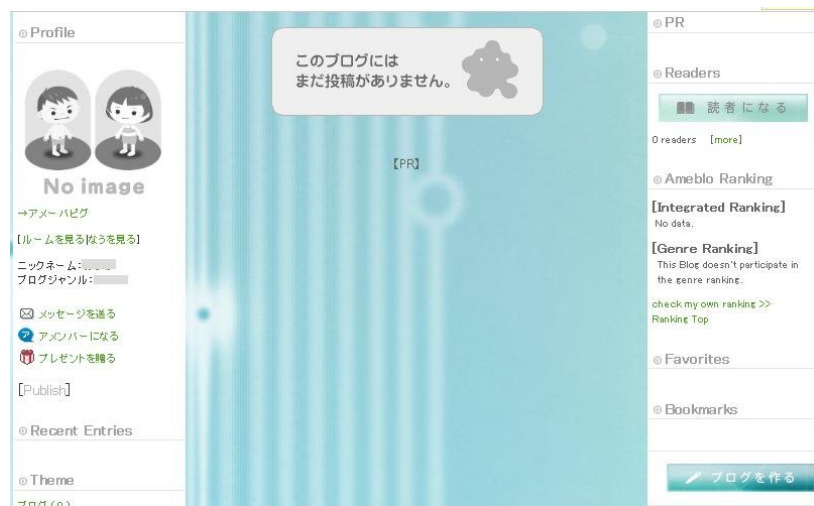 Profile
No image
→アメーバピグ
[ルームを見る|なうを見る]
ニックネーム:
ブログジャンル:
メッセージを送る
アメンバーになる
プレゼントを贈る
[Publish]
Recent Entries
Theme
ブログ(0)
このブログには
まだ投稿がありません。
【PR】
PR
Readers
読者になる
0 readers [more]
Ameblo Ranking
[Integrated Ranking]
No data.
[Genre Ranking]
This Blog doesn't participate in
the genre ranking.
check my own ranking >>
Ranking Top
Favorites
Bookmarks
ブログを作る